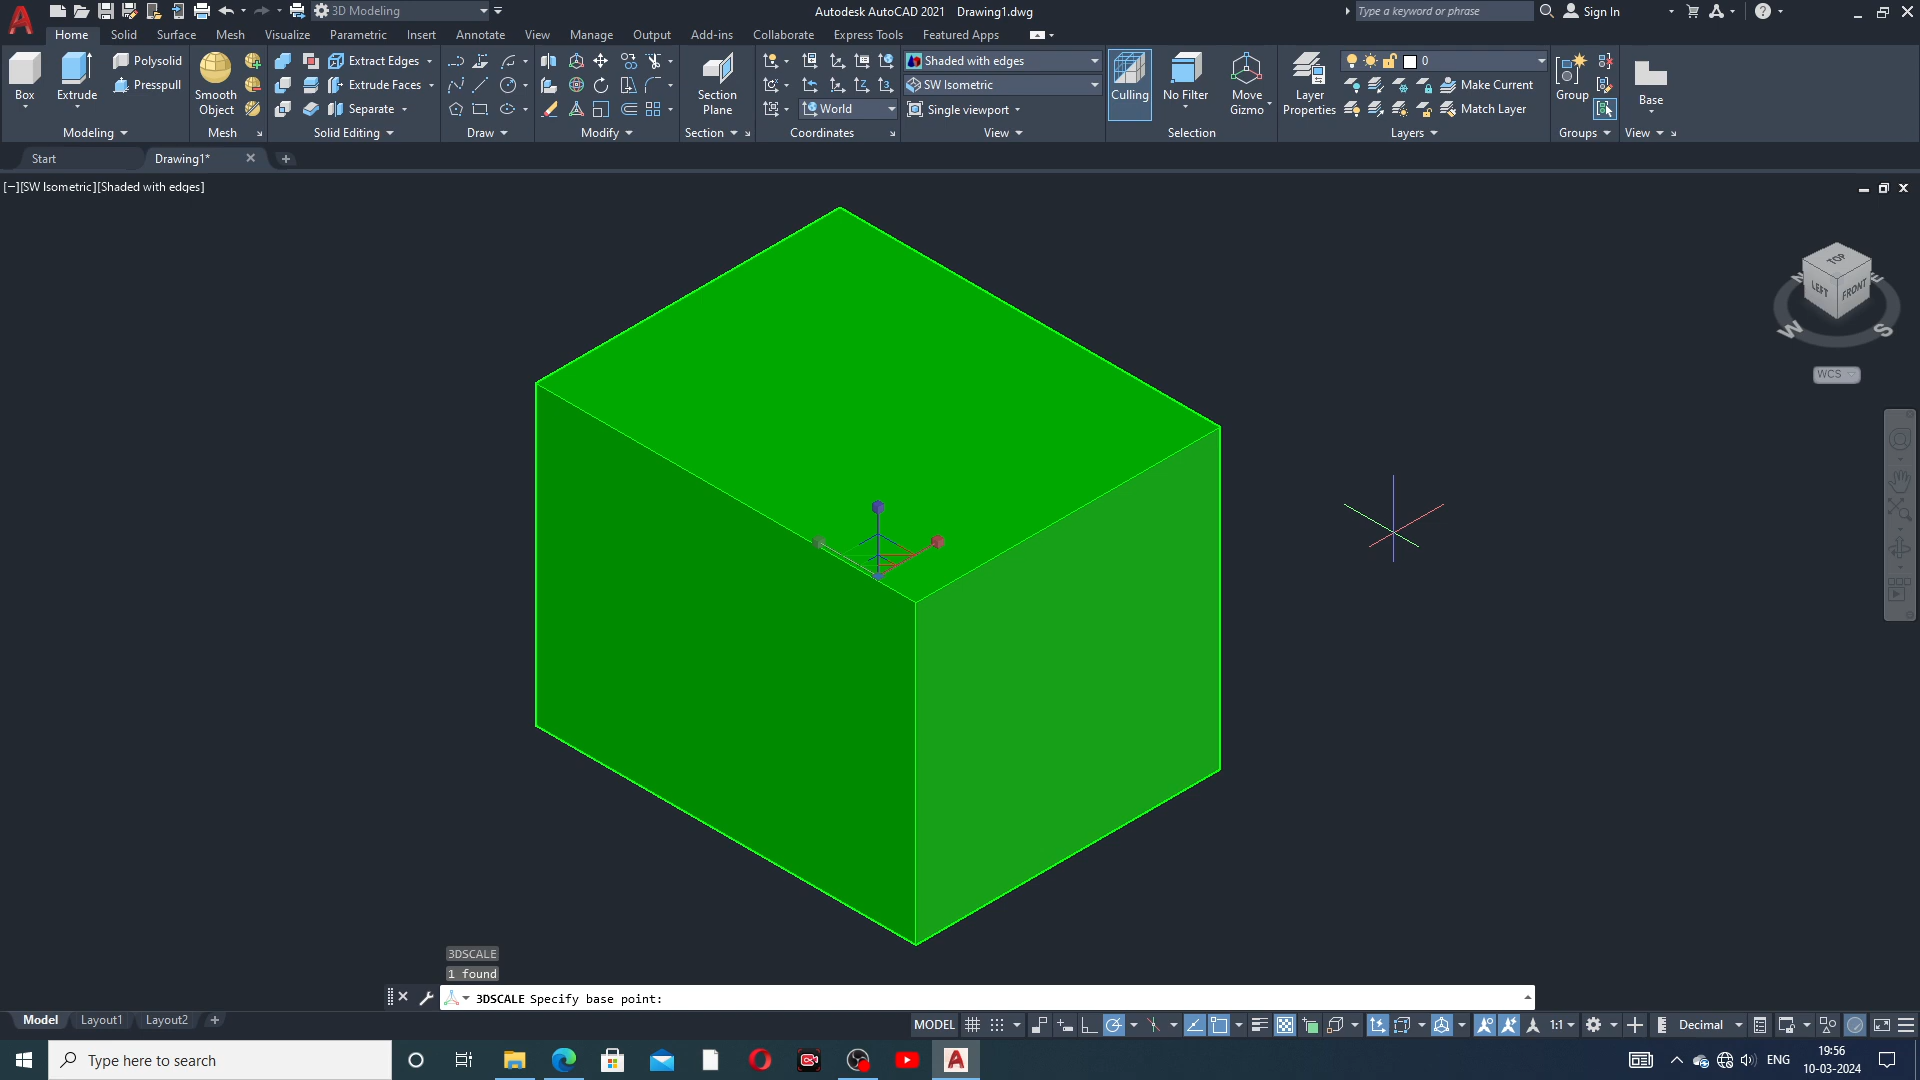 3D Modeling
Autodesk AutoCAD 2021 Drawing1.dwg
Type a keyword or phrase
Sign In
Home Solid Surface Mesh Visualize Parametric Insert Annotate View Manage Output Add-ins Collaborate Express Tools Featured Apps
Polysolid
Extract Edges
Shaded with edges
0
Presspull
Extrude Faces
SW Isometric
Make Current
Box Extrude
Smooth Object
Separate
Section Plane
World
Single viewport
Culling
No Filter
Move Gizmo
Layer Properties
Match Layer
Group
Base
Modeling Mesh Solid Editing Draw Modify Section Coordinates View Selection Layers Groups View
Start Drawing1*
[−][SW Isometric][Shaded with edges]
TOP
LEFT FRONT
N E
W S
WCS
3DSCALE
1 found
3DSCALE Specify base point:
Model Layout1 Layout2
MODEL 1:1 Decimal
Type here to search
ENG
19:56
10-03-2024